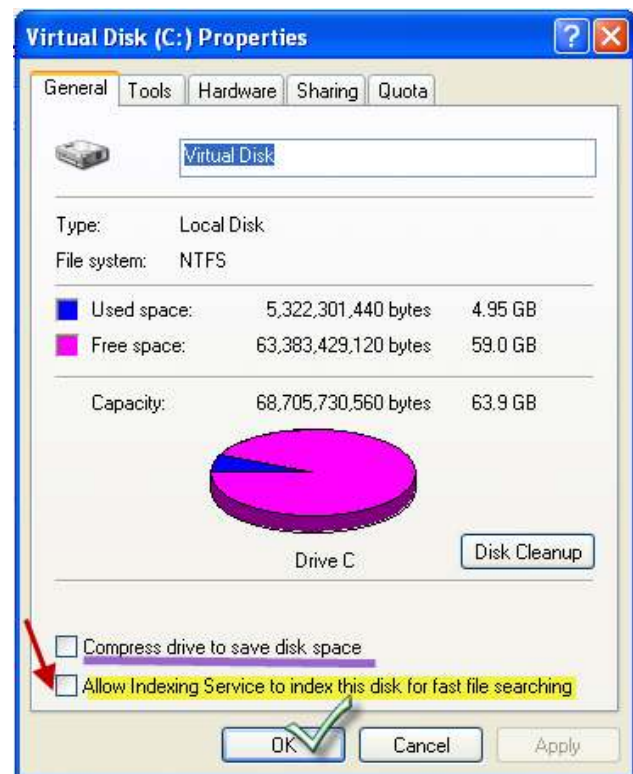 Virtual Disk (C:) Properties
General Tools Hardware Sharing Quota
Virtual Disk
Type: Local Disk
File system: NTFS
Used space: 5,322,301,440 bytes 4.95 GB
Free space: 63,383,429,120 bytes 59.0 GB
Capacity: 68,705,730,560 bytes 63.9 GB
Drive C
Disk Cleanup
Compress drive to save disk space
Allow Indexing Service to index this disk for fast file searching
OK Cancel Apply